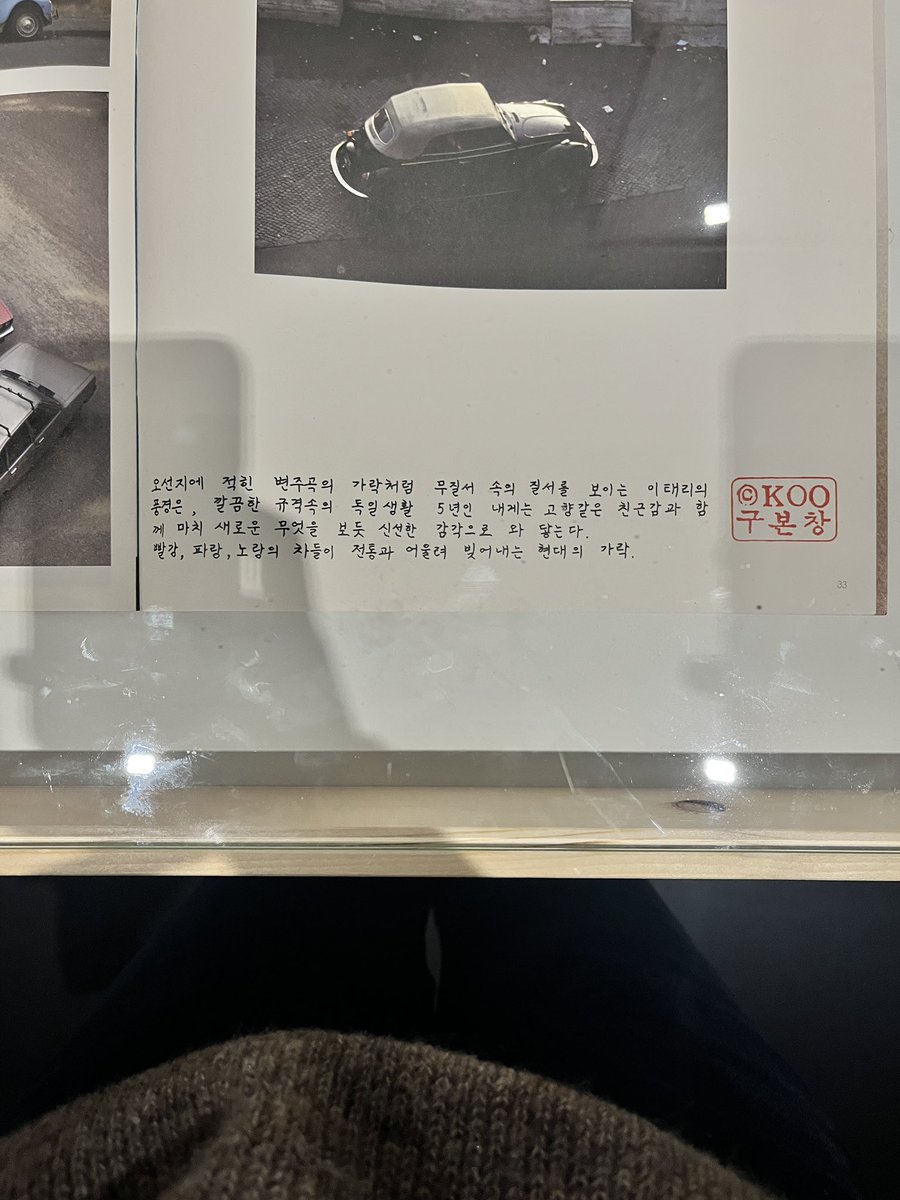 오선지에 적힌 변주곡의 가락처럼 무질서 속의 질서를 보이는 이태리의
풍경은, 깔끔한 규격속의 독일생활 5년인 내게는 고향같은 친근감과 함
께 마치 새로운 무엇을 보듯 신선한 감각으로 와 닿는다.
빨강, 파랑, 노랑의 차들이 전통과 어울려 빚어내는 현대의 가락.
© KOO
구본창
33